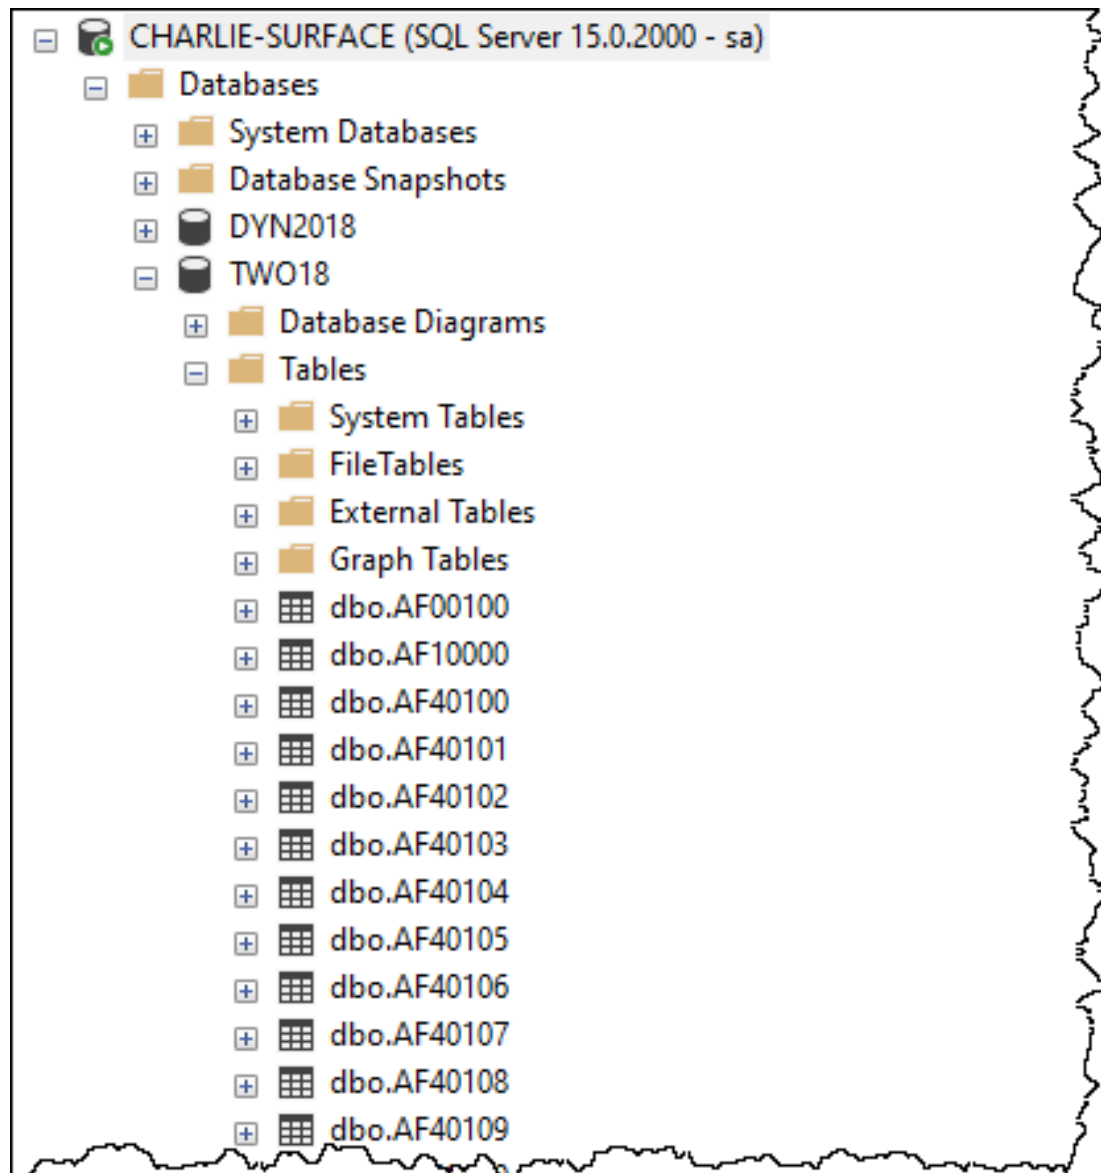 CHARLIE-SURFACE (SQL Server 15.0.2000 - sa)
Databases
System Databases
Database Snapshots
DYN2018
TWO18
Database Diagrams
Tables
System Tables
FileTables
External Tables
Graph Tables
dbo.AF00100
dbo.AF10000
dbo.AF40100
dbo.AF40101
dbo.AF40102
dbo.AF40103
dbo.AF40104
dbo.AF40105
dbo.AF40106
dbo.AF40107
dbo.AF40108
dbo.AF40109